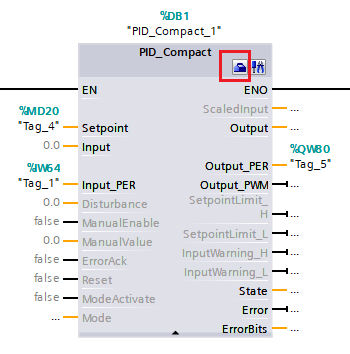 %DB1
"PID_Compact_1"
PID_Compact
EN ENO
ScaledInput ...
%MD20
"Tag_4" Setpoint Output ...
0.0 Input
%QW80
Output_PER "Tag_5"
%IW64
"Tag_1" Input_PER Output_PWM ...
0.0 Disturbance SetpointLimit_H ...
false ManualEnable
0.0 ManualValue SetpointLimit_L ...
false ErrorAck InputWarning_H ...
false Reset InputWarning_L ...
false ModeActivate State ...
... Mode Error ...
ErrorBits ...